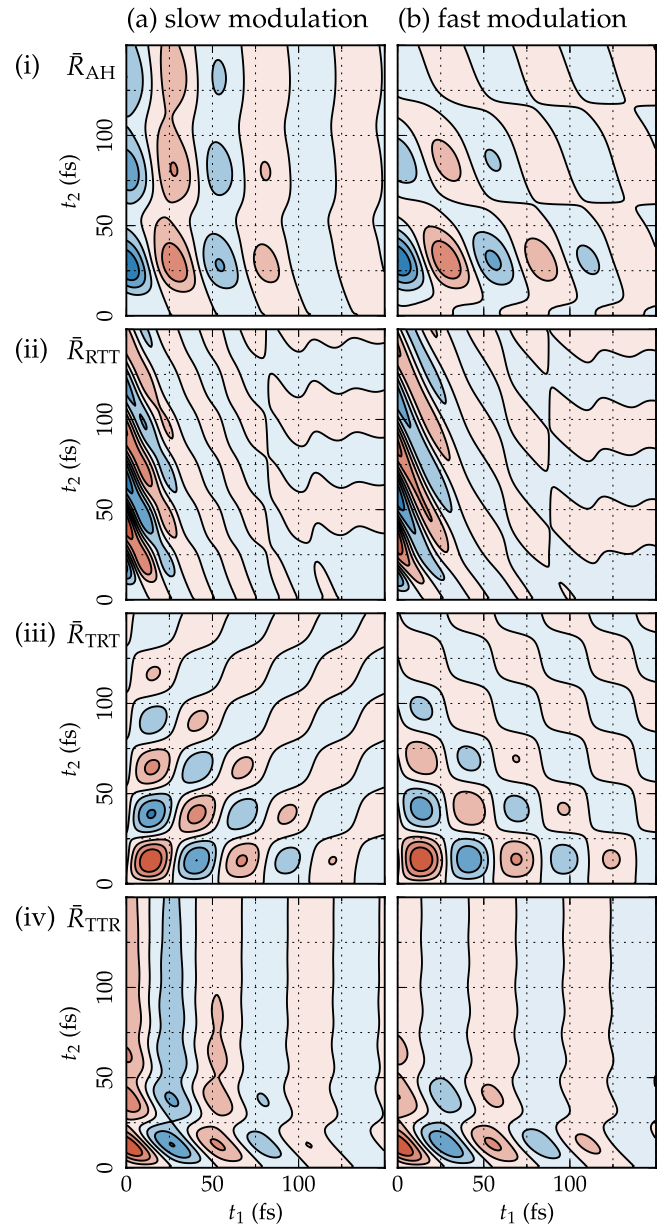 (a) slow modulation (b) fast modulation
(i) R̄AH
100
50
0
t2 (fs)
(ii) R̄RTT
100
50
0
t2 (fs)
(iii) R̄TRT
100
50
0
t2 (fs)
(iv) R̄TTR
100
50
0
t2 (fs)
0 50 100 0 50 100
t1 (fs) t1 (fs)